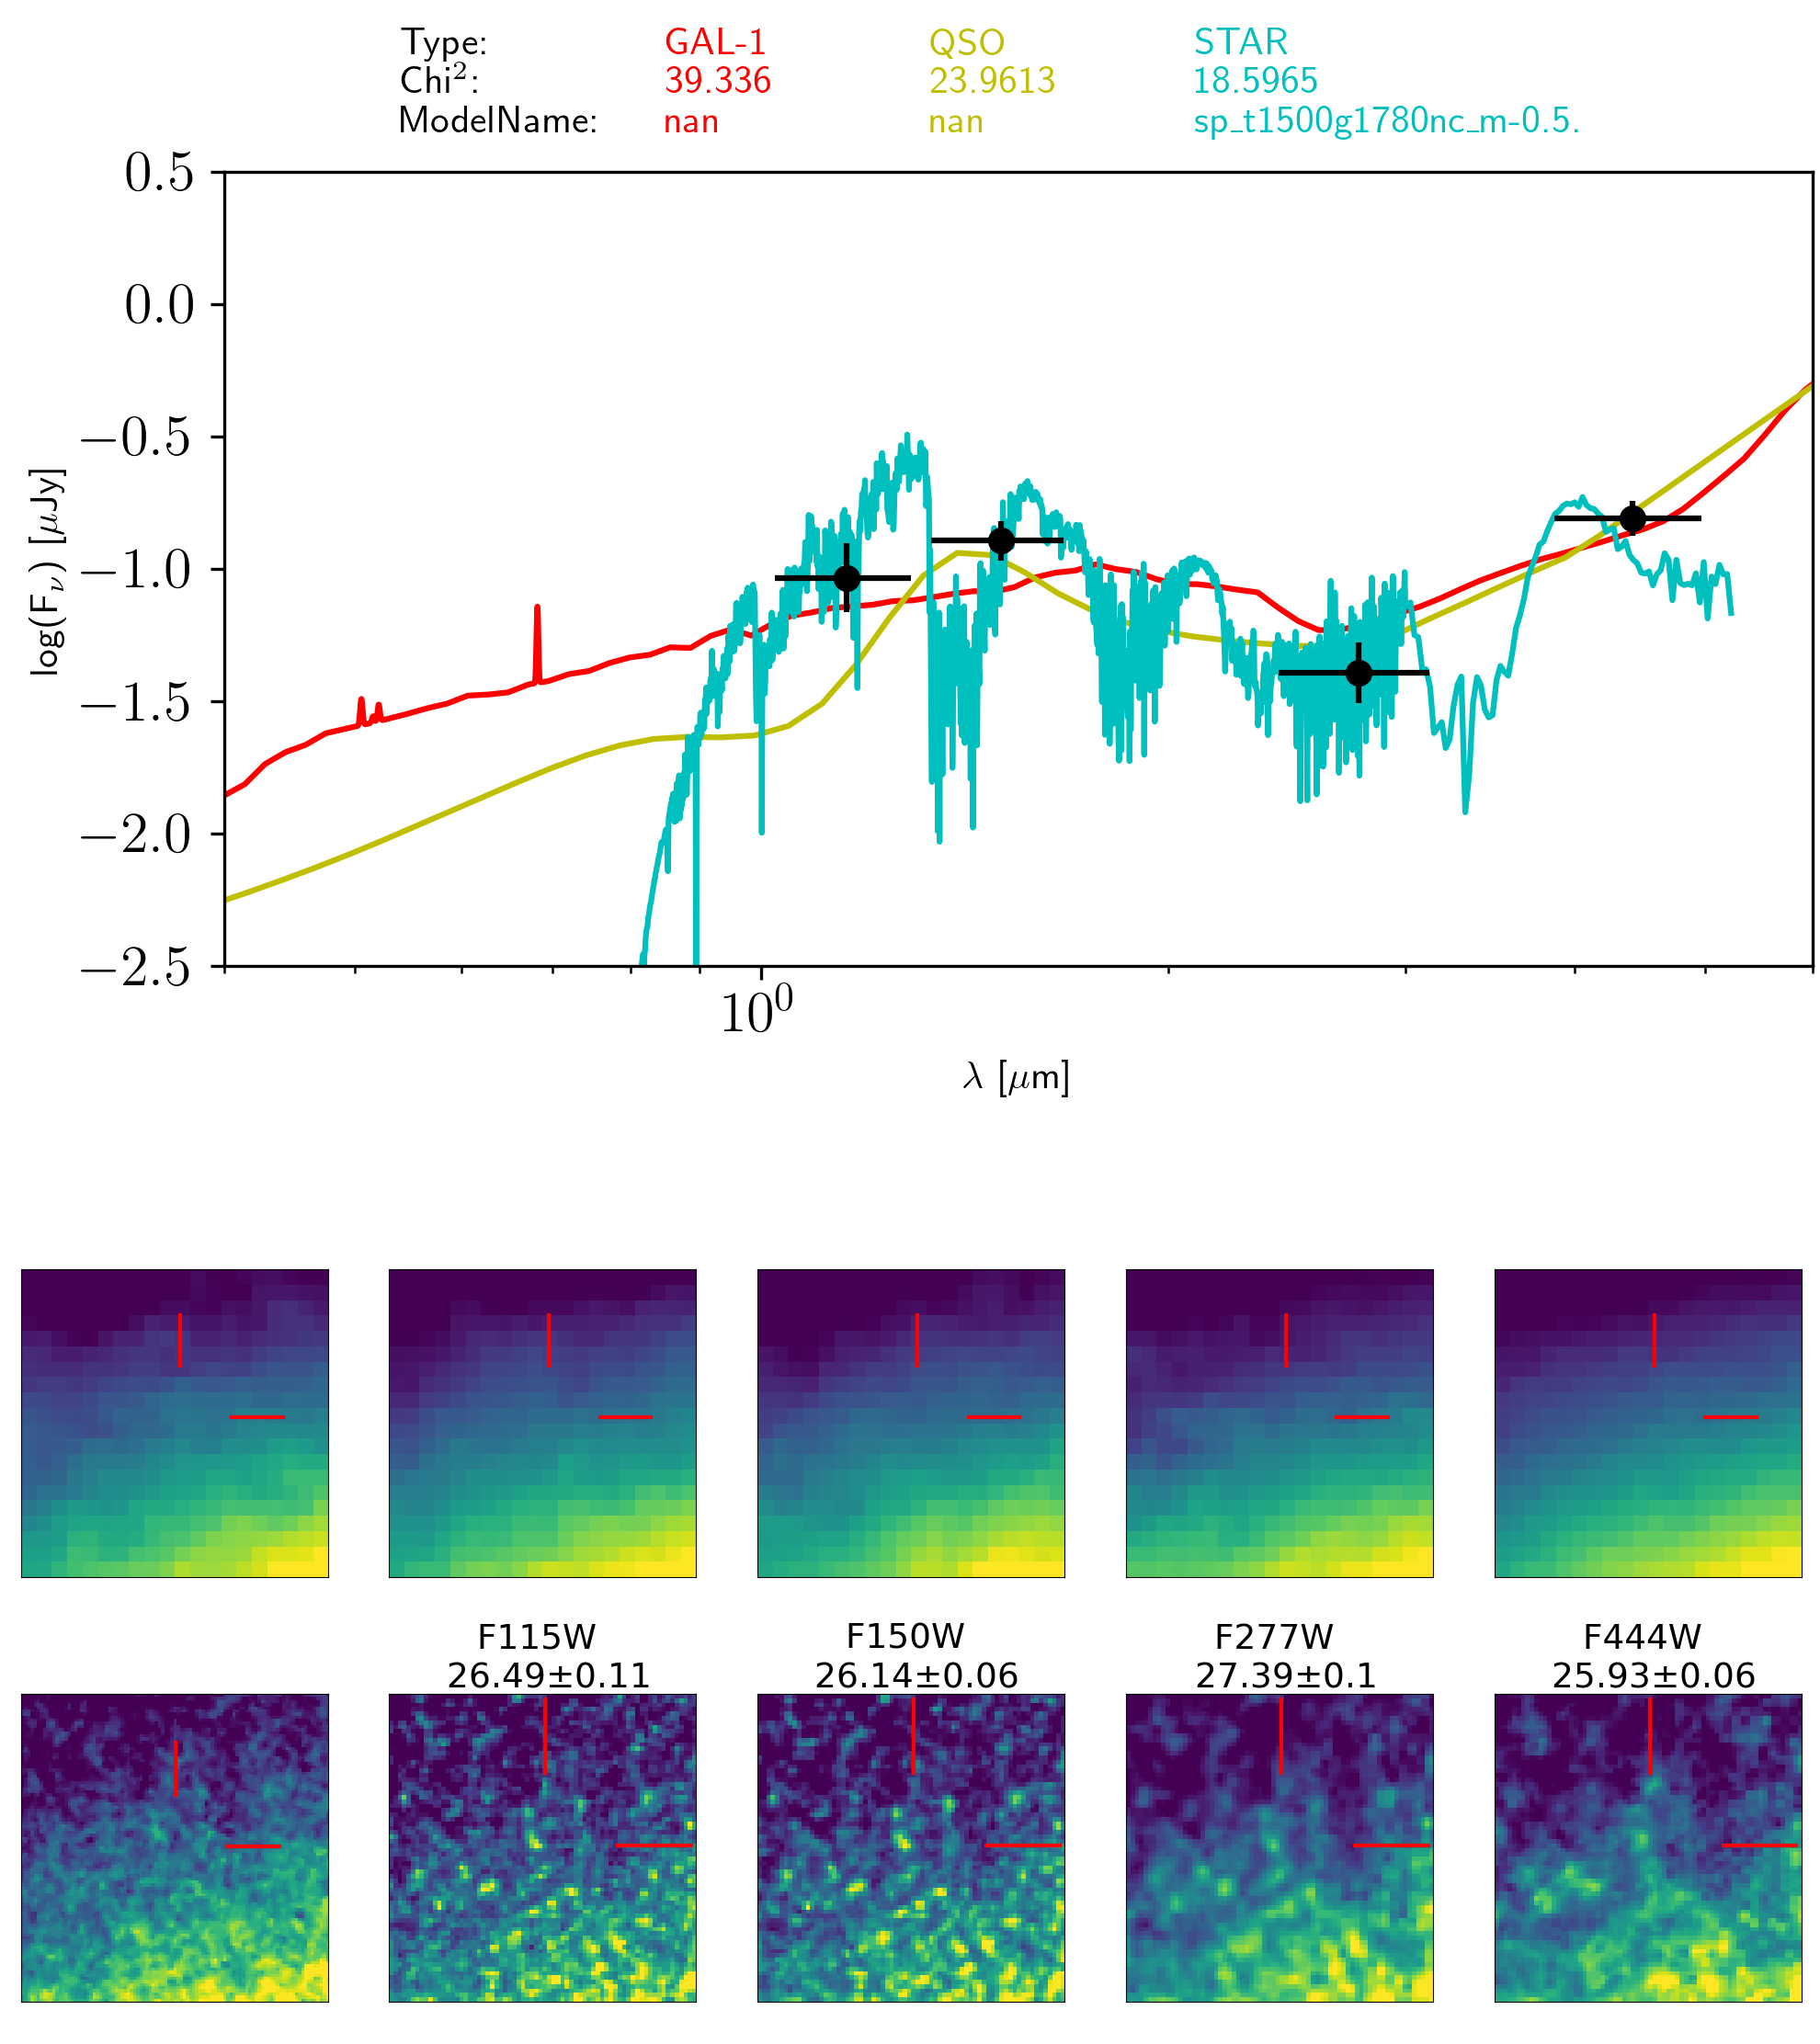 Type: GAL-1 QSO STAR
Chi²: 39.336 23.9613 18.5965
ModelName: nan nan sp_t1500g1780nc_m-0.5.
0.5
0.0
−0.5
−1.0
−1.5
−2.0
−2.5
log(Fν) [μJy]
10⁰
λ [μm]
F115W F150W F277W F444W
26.49±0.11 26.14±0.06 27.39±0.1 25.93±0.06